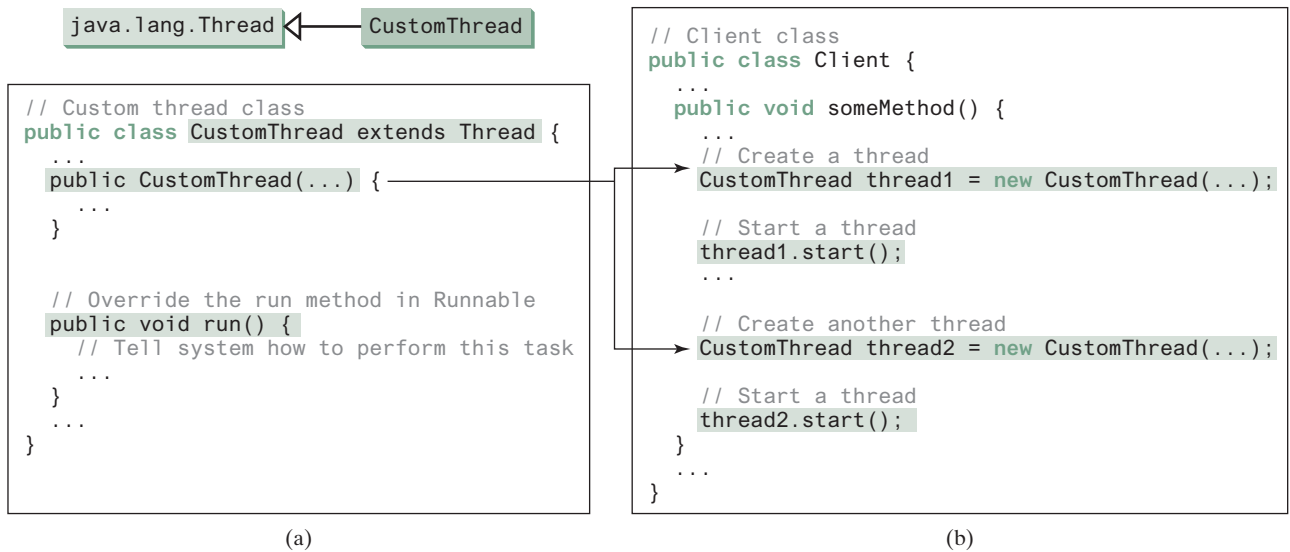 java.lang.Thread
CustomThread
// Custom thread class
public class CustomThread extends Thread {
...
public CustomThread(...) {
...
}
// Override the run method in Runnable
public void run() {
// Tell system how to perform this task
...
}
...
}
(a)
// Client class
public class Client {
...
public void someMethod() {
...
// Create a thread
CustomThread thread1 = new CustomThread(...);
// Start a thread
thread1.start();
...
// Create another thread
CustomThread thread2 = new CustomThread(...);
// Start a thread
thread2.start();
}
...
}
(b)